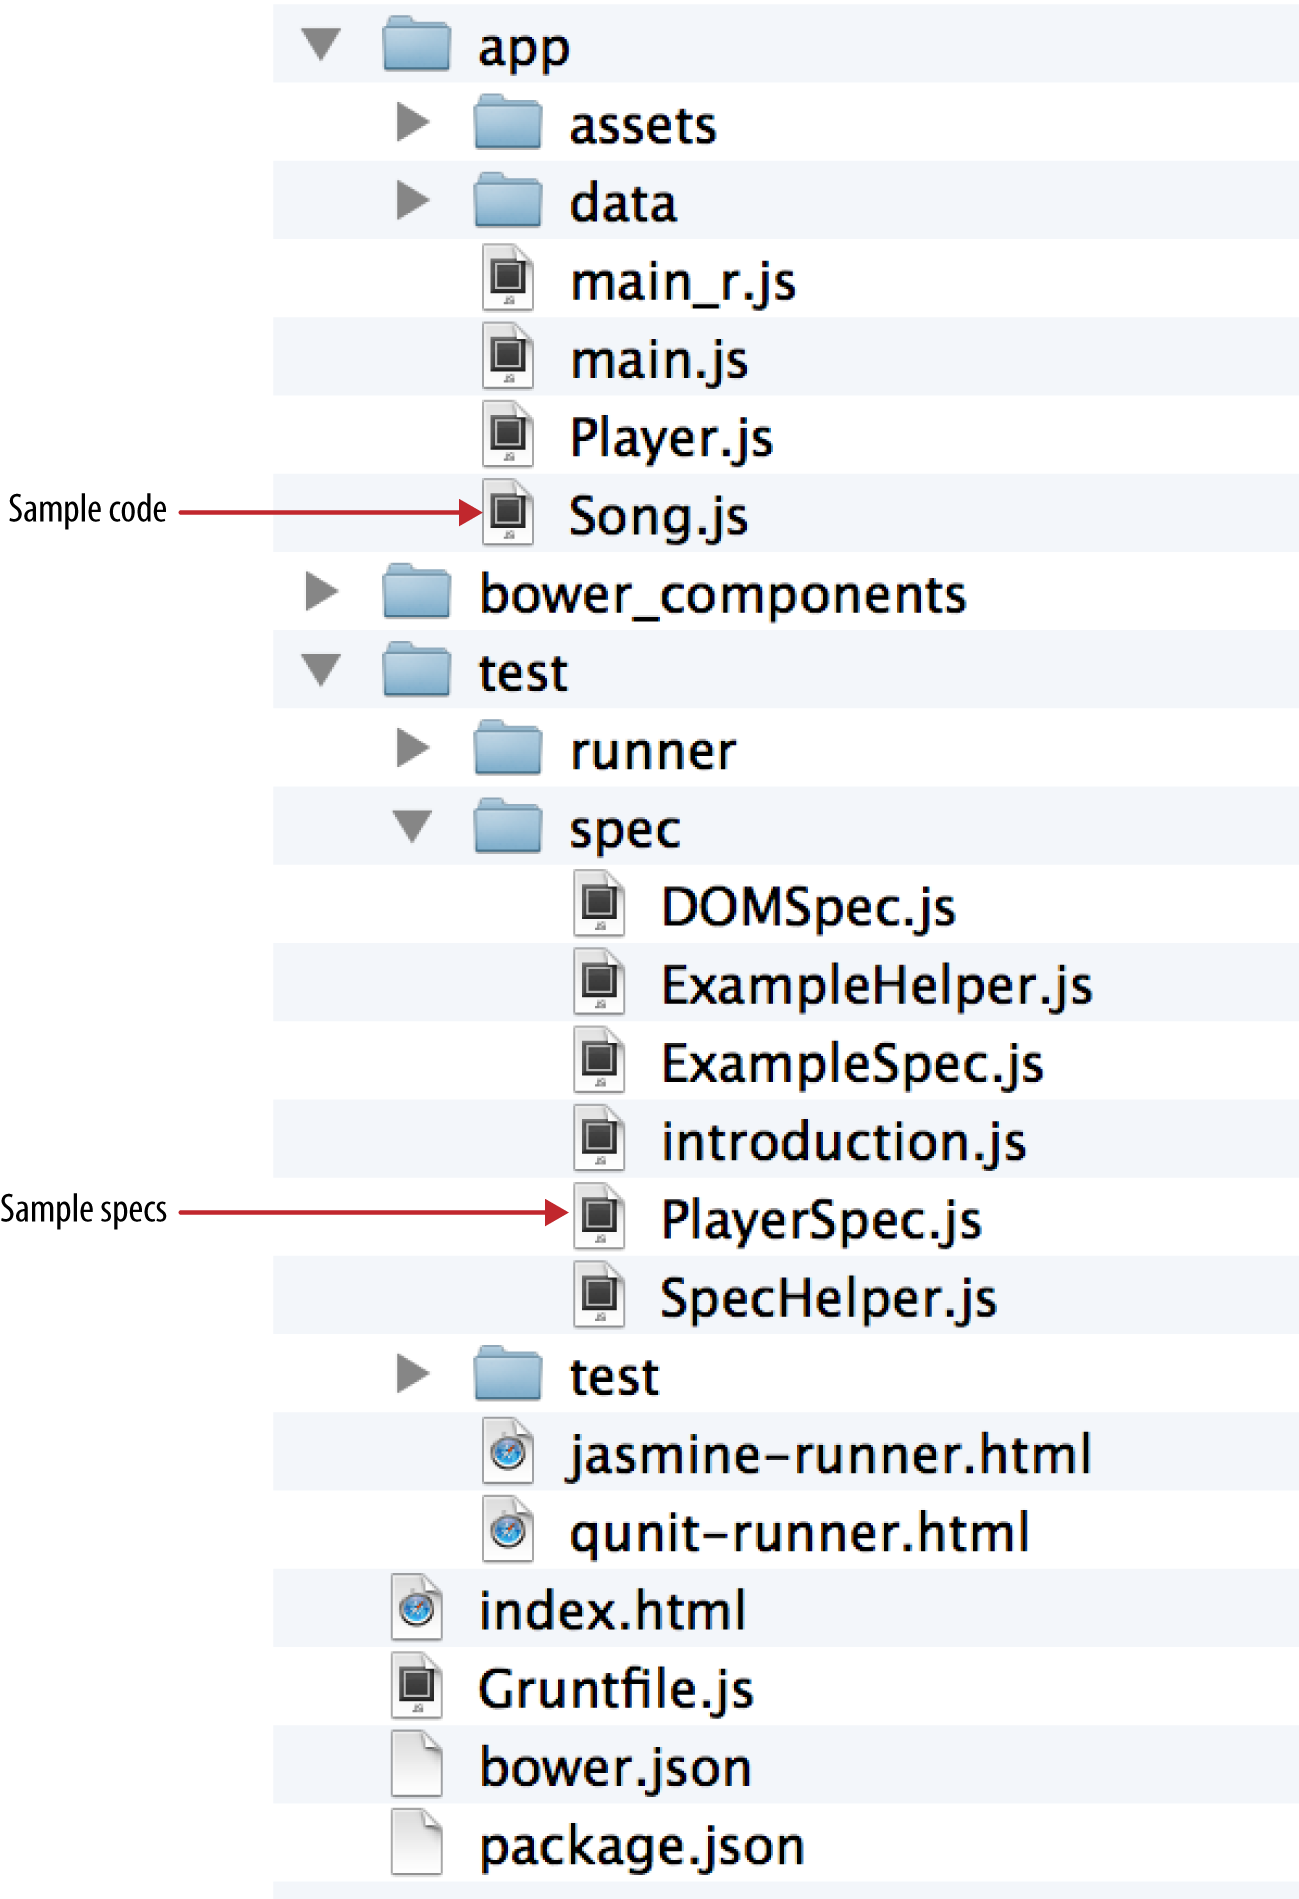 app
assets
data
main_r.js
main.js
Player.js
Sample code
Song.js
bower_components
test
runner
spec
DOMSpec.js
ExampleHelper.js
ExampleSpec.js
introduction.js
Sample specs
PlayerSpec.js
SpecHelper.js
test
jasmine-runner.html
qunit-runner.html
index.html
Gruntfile.js
bower.json
package.json